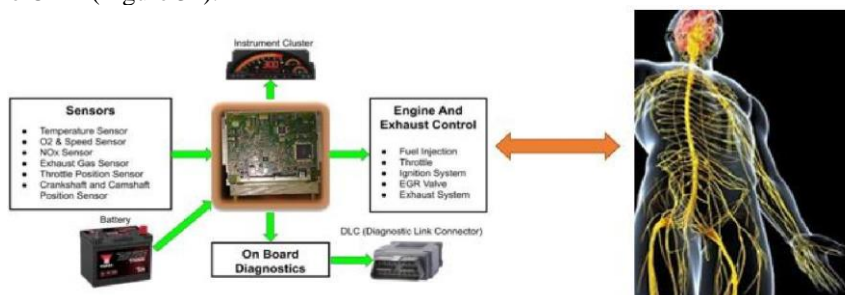 Instrument Cluster
300
Sensors
• Temperature Sensor
• O2 & Speed Sensor
• NOx Sensor
• Exhaust Gas Sensor
• Throttle Position Sensor
• Crankshaft and Camshaft
Position Sensor
Engine And
Exhaust Control
• Fuel Injection
• Throttle
• Ignition System
• EGR Valve
• Exhaust System
Battery
YUASA
On Board
Diagnostics
DLC (Diagnostic Link Connector)